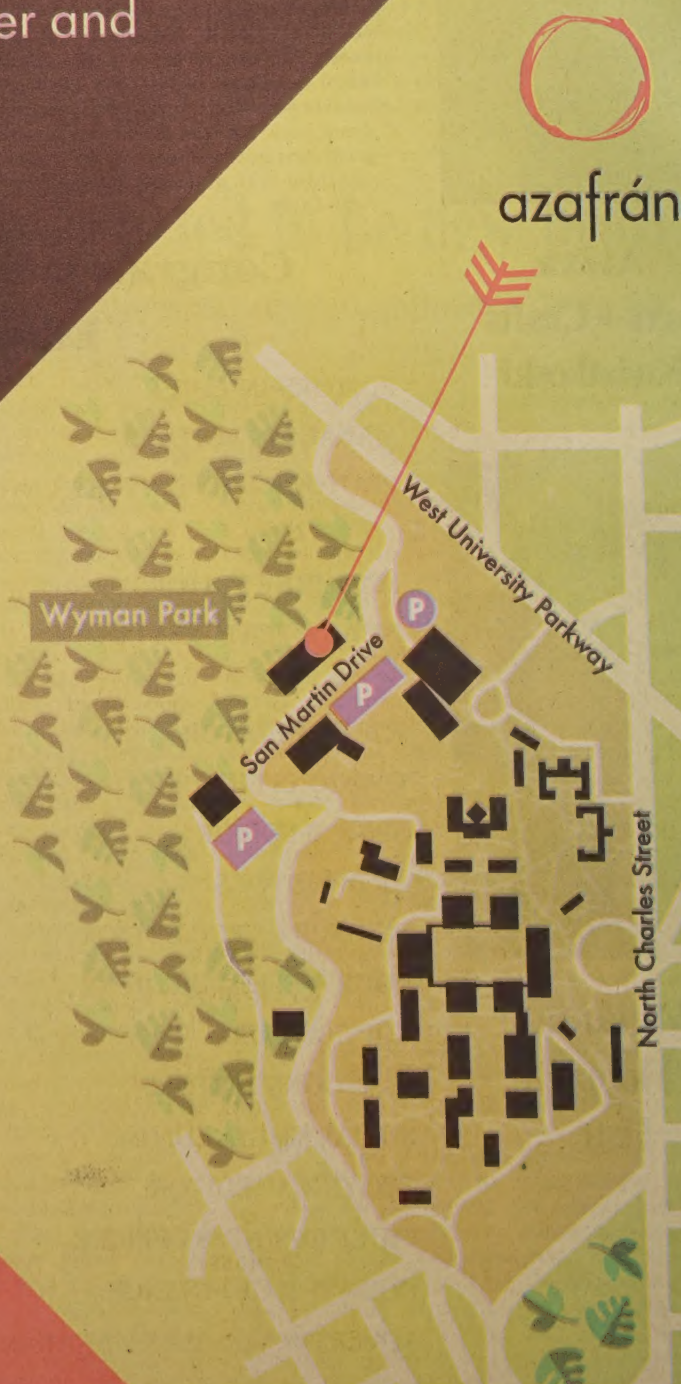 er and
azafrán
West University Parkway
Wyman Park
P
San Martin Drive
P
P
North Charles Street